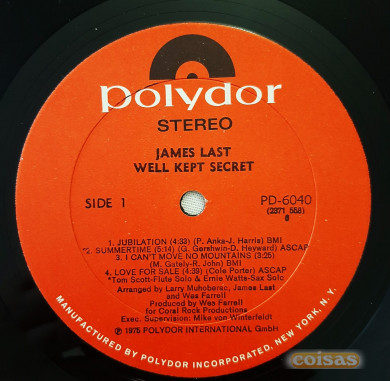 polydor
STEREO
JAMES LAST
WELL KEPT SECRET
SIDE 1
PD-6040
(2371 558)
1. JUBILATION (4:33) (P. Anka-J. Harris) BMI
*2. SUMMERTIME (5:14) (G. Gershwin-D. Heyward) ASCAP
3. I CAN'T MOVE NO MOUNTAINS (3:25)
(M. Gately-R. John) BMI
4. LOVE FOR SALE (4:39) (Cole Porter) ASCAP
*Tom Scott-Flute Solo & Ernie Watts-Sax Solo
Arranged by Larry Muhoberac, James Last
and Wes Farrell
Produced by Wes Farrell
for Coral Rock Productions
Exec. Supervision: Mike von Winterfeldt
℗ 1975 POLYDOR INTERNATIONAL GmbH
MANUFACTURED BY POLYDOR INCORPORATED, NEW YORK, N.Y.
coisas